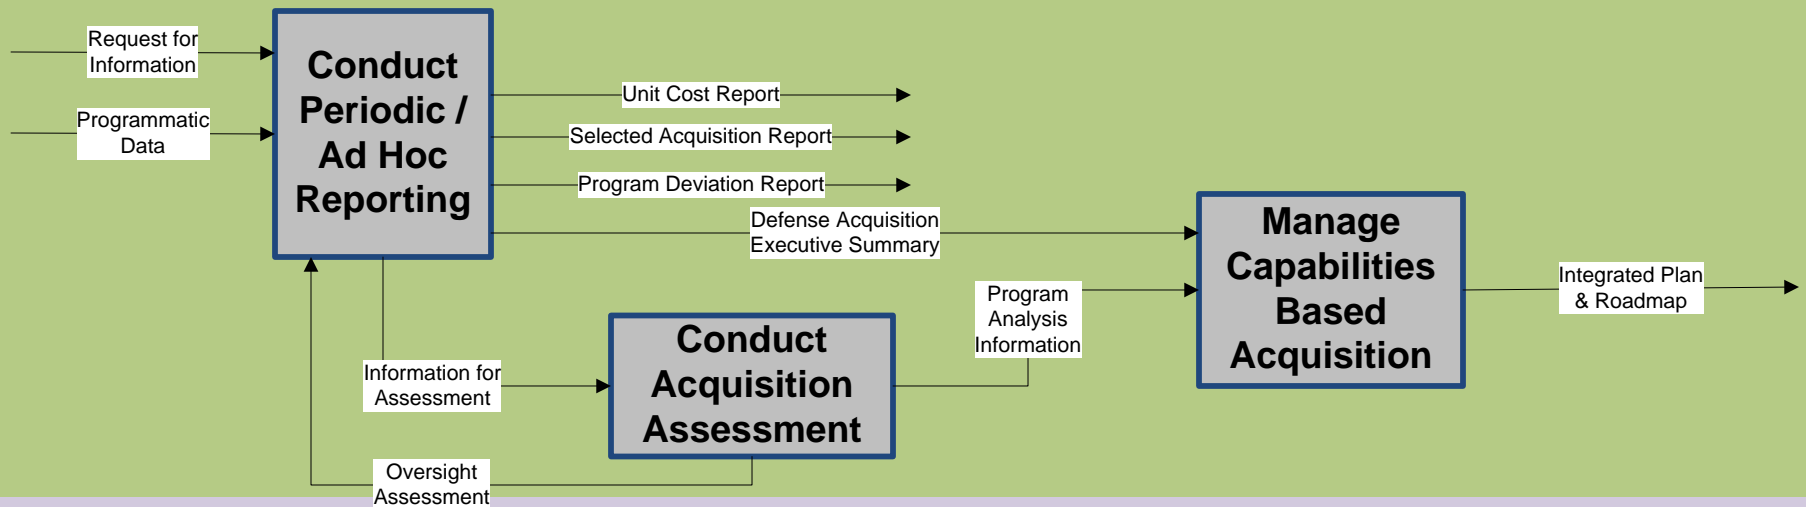 Request for
Information
Programmatic
Data
Conduct
Periodic /
Ad Hoc
Reporting
Unit Cost Report
Selected Acquisition Report
Program Deviation Report
Defense Acquisition
Executive Summary
Information for
Assessment
Oversight
Assessment
Conduct
Acquisition
Assessment
Program
Analysis
Information
Manage
Capabilities
Based
Acquisition
Integrated Plan
& Roadmap